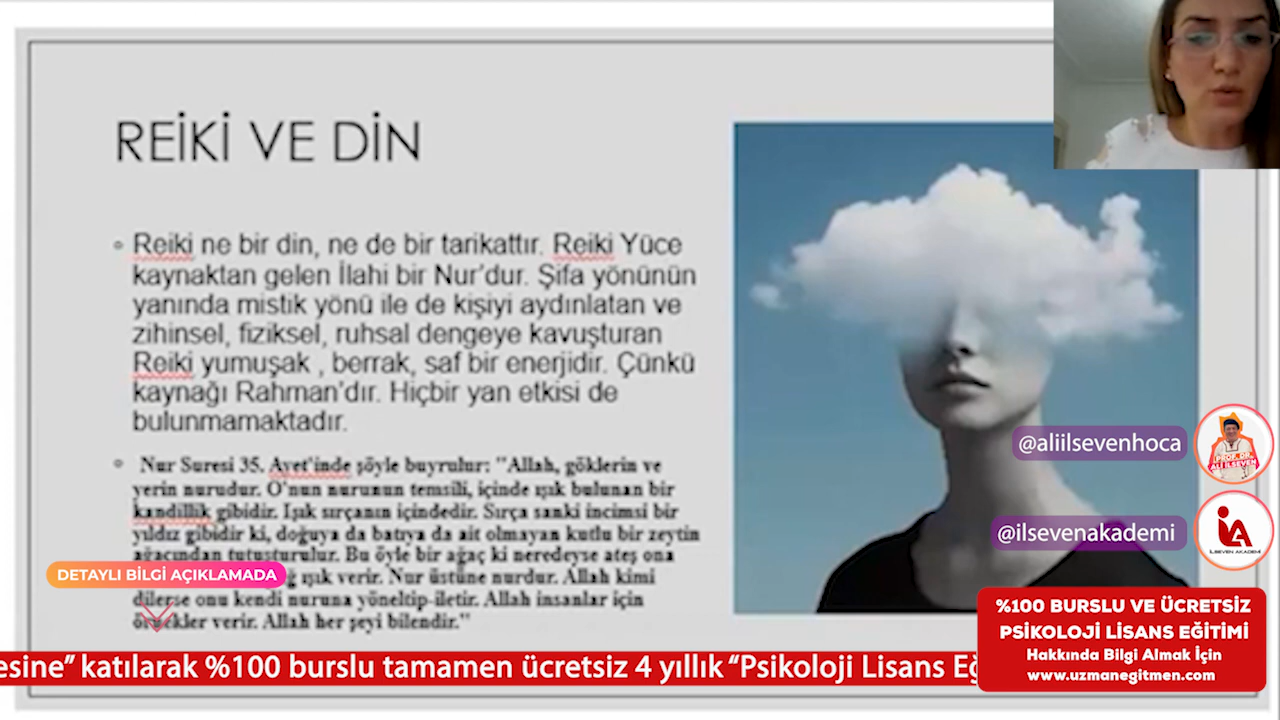 REİKİ VE DİN
Reiki ne bir din, ne de bir tarikattır. Reiki Yüce
kaynaktan gelen İlahi bir Nur'dur. Şifa yönünün
yanında mistik yönü ile de kişiyi aydınlatan ve
zihinsel, fiziksel, ruhsal dengeye kavuşturan
Reiki yumuşak , berrak, saf bir enerjidir. Çünkü
kaynağı Rahman'dır. Hiçbir yan etkisi de
bulunmamaktadır.
Nur Suresi 35. Ayet'inde şöyle buyrulur: "Allah, göklerin ve
yerin nurudur. O'nun nurunun temsili, içinde ışık bulunan bir
kandillik gibidir. Işık sırçanın içindedir. Sırça sanki incimsi bir
yıldız gibidir ki, doğuya da batıya da ait olmayan kutlu bir zeytin
ağacından tutuşturulur. Bu öyle bir ağaç ki neredeyse ateş ona
ışık verir. Nur üstüne nurdur. Allah kimi
dilerse onu kendi nuruna yöneltip-iletir. Allah insanlar için
örnekler verir. Allah her şeyi bilendir."
DETAYLI BİLGİ AÇIKLAMADA
@aliilsevenhoca
PROF. DR.
ALİ İLSEVEN
@ilsevenakademi
İLSEVEN AKADEMİ
%100 BURSLU VE ÜCRETSİZ
PSİKOLOJİ LİSANS EĞİTİMİ
Hakkında Bilgi Almak İçin
www.uzmanegitmen.com
esine” katılarak %100 burslu tamamen ücretsiz 4 yıllık “Psikoloji Lisans Eğ